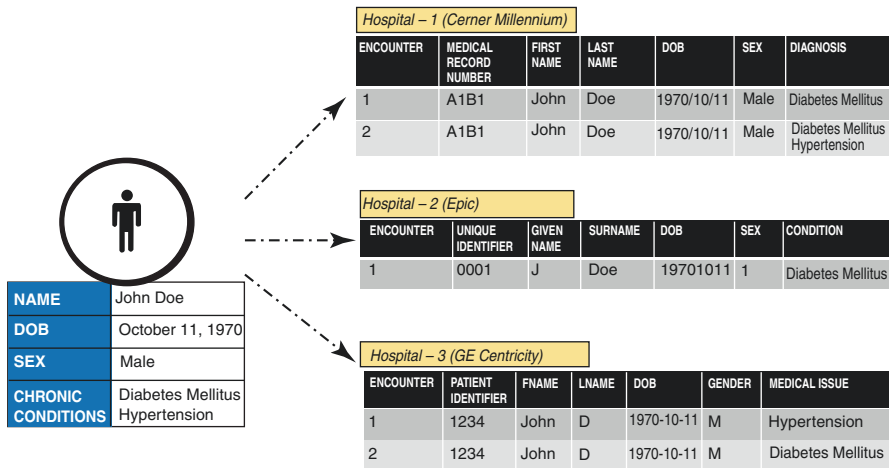 Hospital – 1 (Cerner Millennium)
ENCOUNTER MEDICAL RECORD NUMBER FIRST NAME LAST NAME DOB SEX DIAGNOSIS
1 A1B1 John Doe 1970/10/11 Male Diabetes Mellitus
2 A1B1 John Doe 1970/10/11 Male Diabetes Mellitus Hypertension
Hospital – 2 (Epic)
ENCOUNTER UNIQUE IDENTIFIER GIVEN NAME SURNAME DOB SEX CONDITION
1 0001 J Doe 19701011 1 Diabetes Mellitus
NAME John Doe
DOB October 11, 1970
SEX Male
CHRONIC CONDITIONS Diabetes Mellitus Hypertension
Hospital – 3 (GE Centricity)
ENCOUNTER PATIENT IDENTIFIER FNAME LNAME DOB GENDER MEDICAL ISSUE
1 1234 John D 1970-10-11 M Hypertension
2 1234 John D 1970-10-11 M Diabetes Mellitus